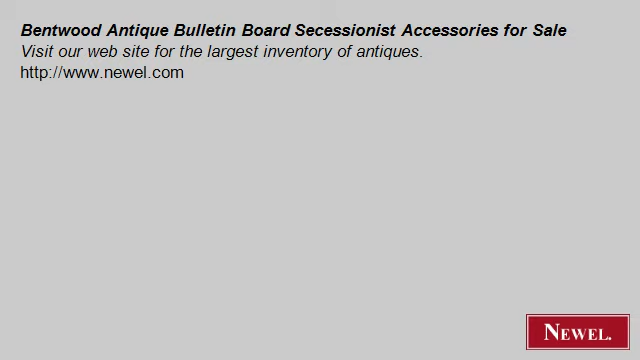 Bentwood Antique Bulletin Board Secessionist Accessories for Sale
Visit our web site for the largest inventory of antiques.
http://www.newel.com
NEWEL.